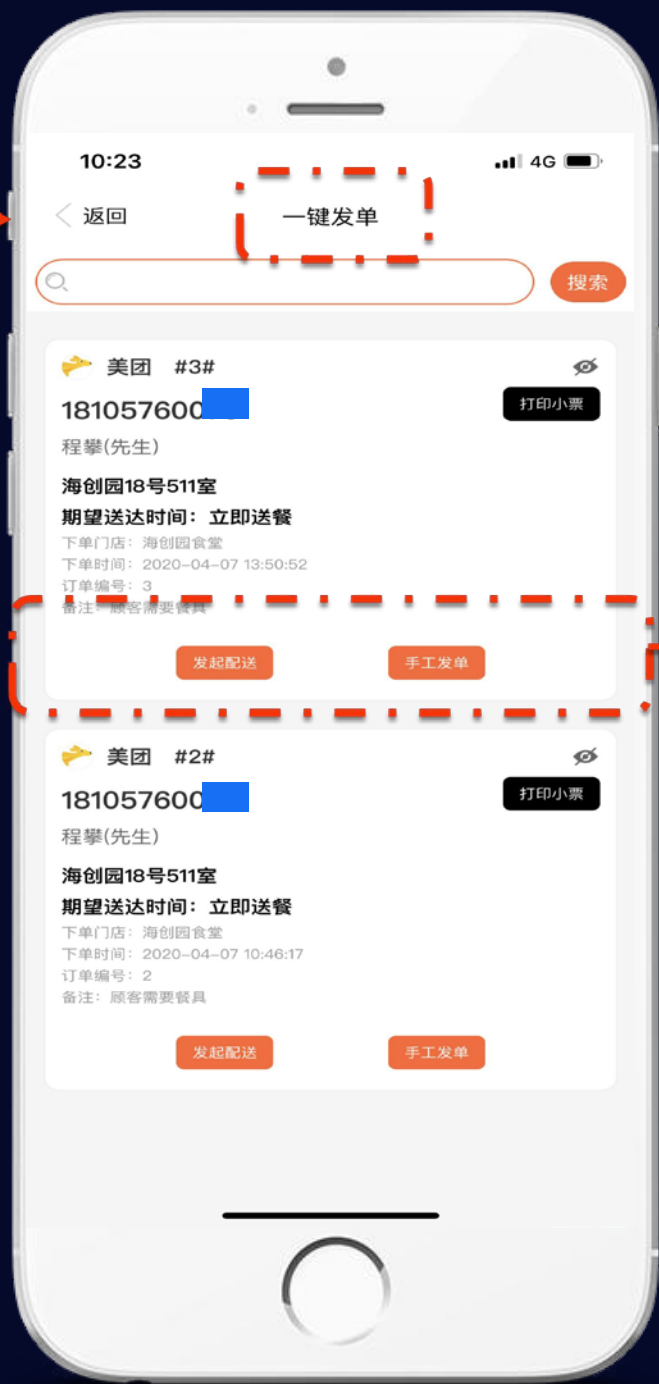 10:23
4G
返回
一键发单
搜索
美团 #3#
181057600
打印小票
程攀(先生)
海创园18号511室
期望送达时间：立即送餐
下单门店：海创园食堂
下单时间：2020-04-07 13:50:52
订单编号：3
备注：顾客需要餐具
发起配送
手工发单
美团 #2#
181057600
打印小票
程攀(先生)
海创园18号511室
期望送达时间：立即送餐
下单门店：海创园食堂
下单时间：2020-04-07 10:46:17
订单编号：2
备注：顾客需要餐具
发起配送
手工发单